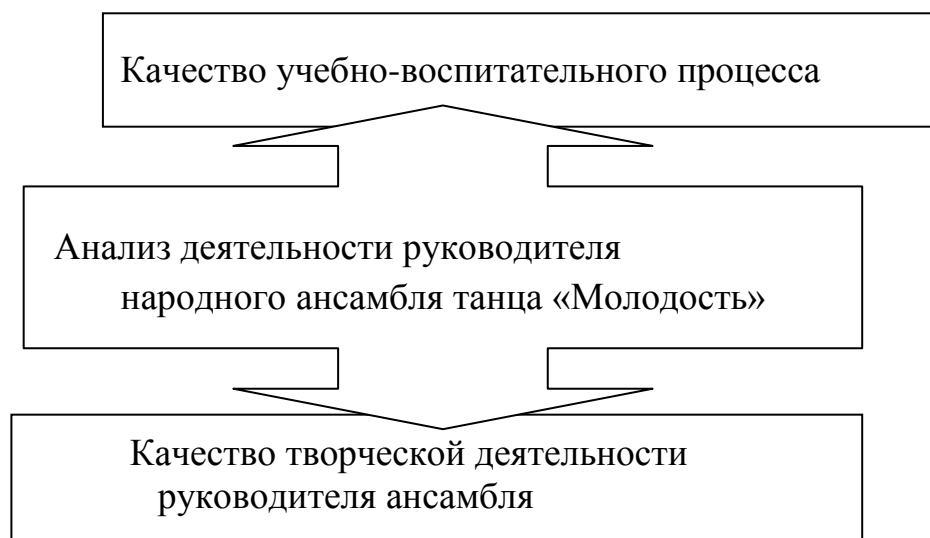 Качество учебно-воспитательного процесса
Анализ деятельности руководителя
народного ансамбля танца «Молодость»
Качество творческой деятельности
руководителя ансамбля